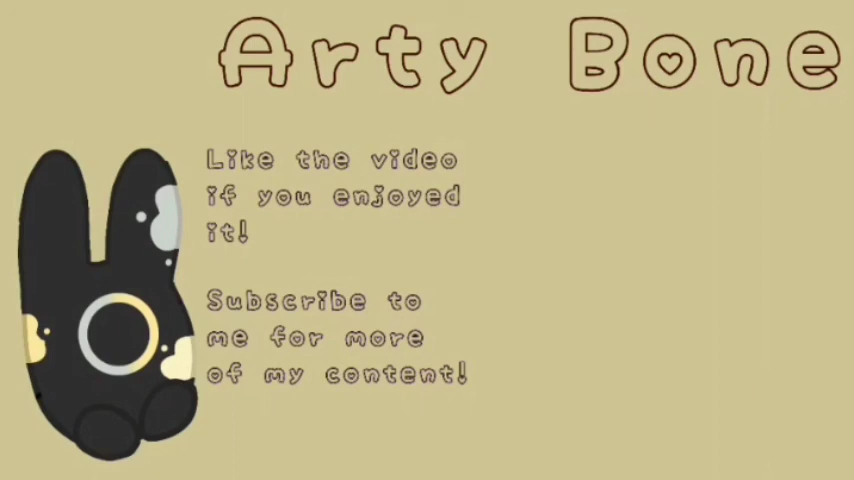 Arty Bone
Like the video
if you enjoyed
it!
Subscribe to
me for more
of my content!